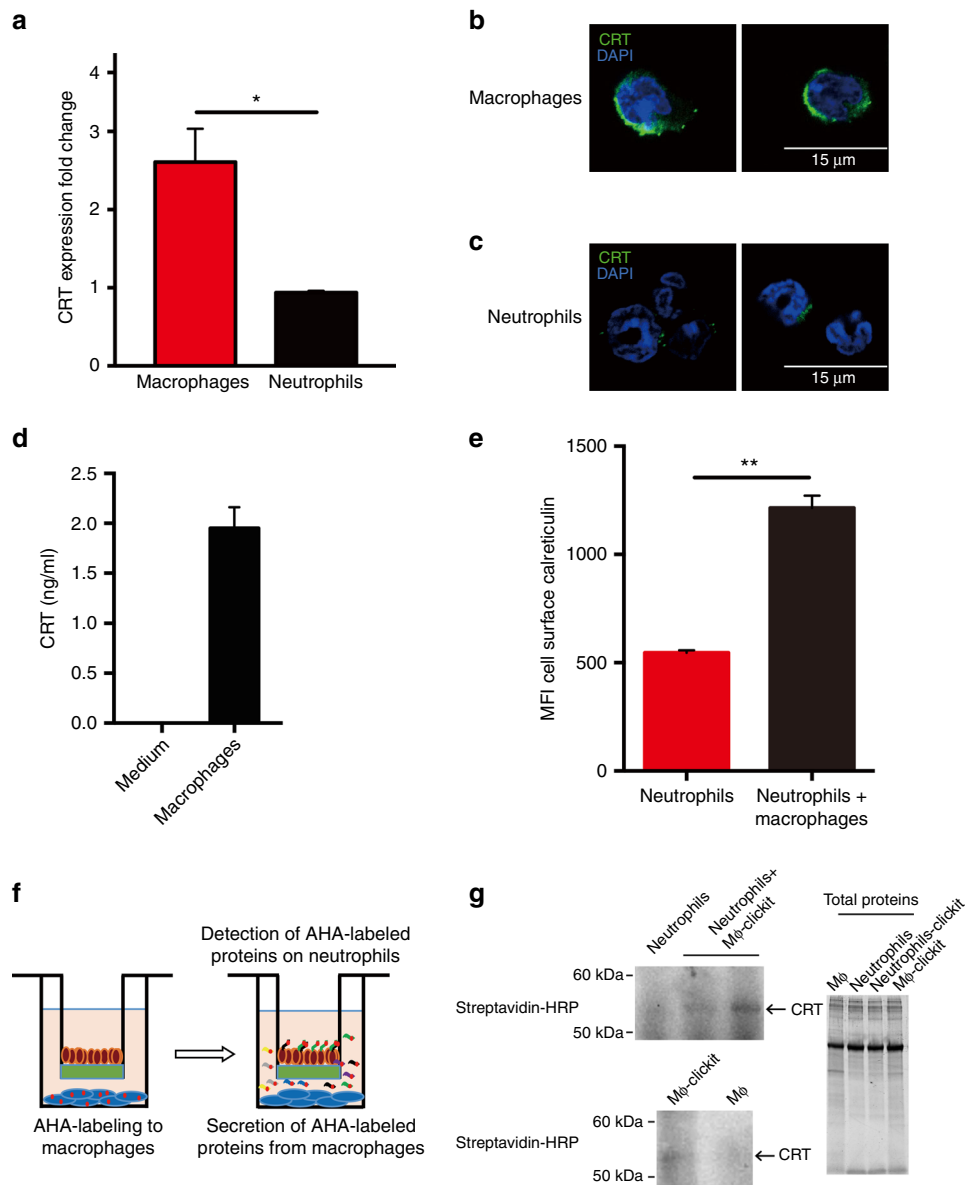 a
CRT expression fold change
4
3
2
1
0
*
Macrophages
Neutrophils
b
Macrophages
CRT
DAPI
15 μm
c
Neutrophils
CRT
DAPI
15 μm
d
CRT (ng/ml)
2.5
2.0
1.5
1.0
0.5
0.0
Medium
Macrophages
e
MFI cell surface calreticulin
1500
1000
500
0
**
Neutrophils
Neutrophils +
macrophages
f
Detection of AHA-labeled
proteins on neutrophils
AHA-labeling to
macrophages
Secretion of AHA-labeled
proteins from macrophages
g
Neutrophils
Neutrophils+
Mϕ-clickit
60 kDa
Streptavidin-HRP
← CRT
50 kDa
Mϕ-clickit
Mϕ
60 kDa
Streptavidin-HRP
← CRT
50 kDa
Total proteins
Mϕ
Neutrophils
Neutrophils-clickit
Mϕ-clickit